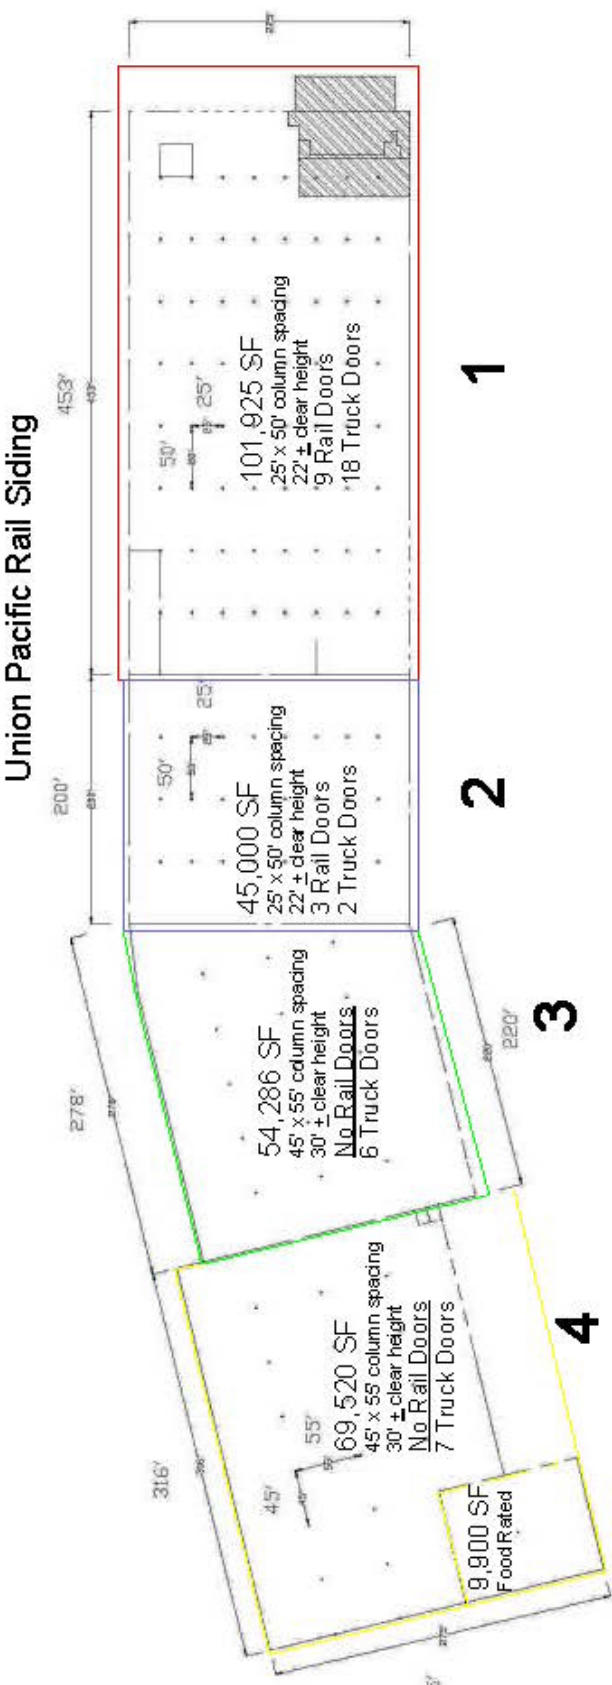 Union Pacific Rail Siding
225'
453'
453'
50'
25'
101,925 SF
25' x 50' column spacing
22' ± clear height
9 Rail Doors
18 Truck Doors
1
200'
50'
25'
45,000 SF
25' x 50' column spacing
22' ± clear height
3 Rail Doors
2 Truck Doors
2
278'
54,286 SF
45' x 55' column spacing
30' ± clear height
No Rail Doors
6 Truck Doors
220'
3
316'
45'
55'
69,520 SF
45' x 55' column spacing
30' ± clear height
No Rail Doors
7 Truck Doors
4
9,900 SF
Food Rated